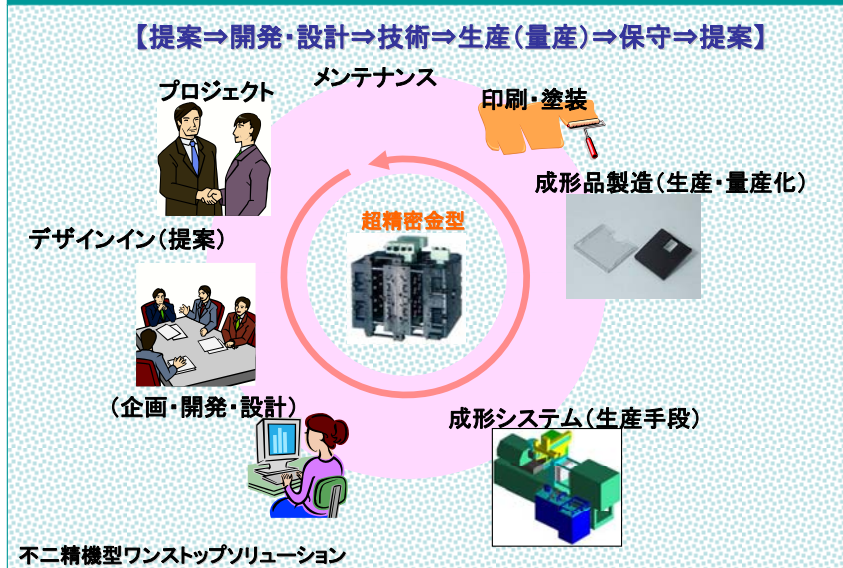 【提案⇒開発・設計⇒技術⇒生産（量産）⇒保守⇒提案】
メンテナンス
プロジェクト
印刷・塗装
成形品製造（生産・量産化）
超精密金型
デザインイン（提案）
（企画・開発・設計）
成形システム（生産手段）
不二精機型ワンストップソリューション